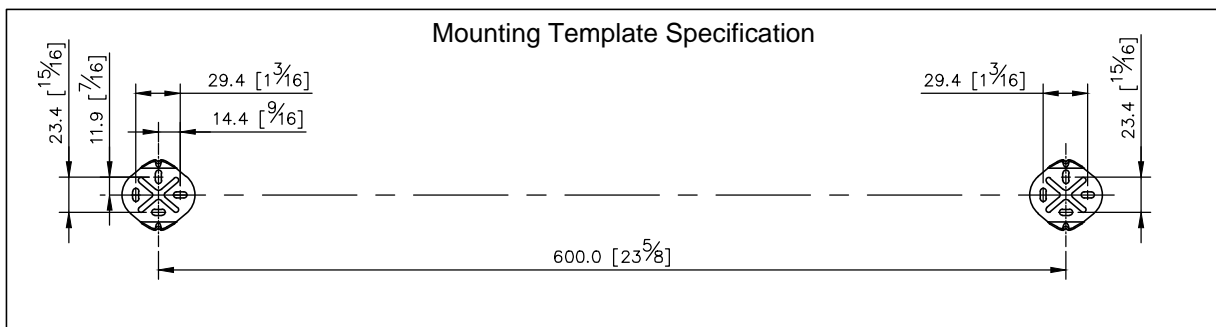 Mounting Template Specification
23.4 [15/16]
11.9 [7/16]
29.4 [1 3/16]
14.4 [9/16]
29.4 [1 3/16]
23.4 [15/16]
600.0 [23 5/8]